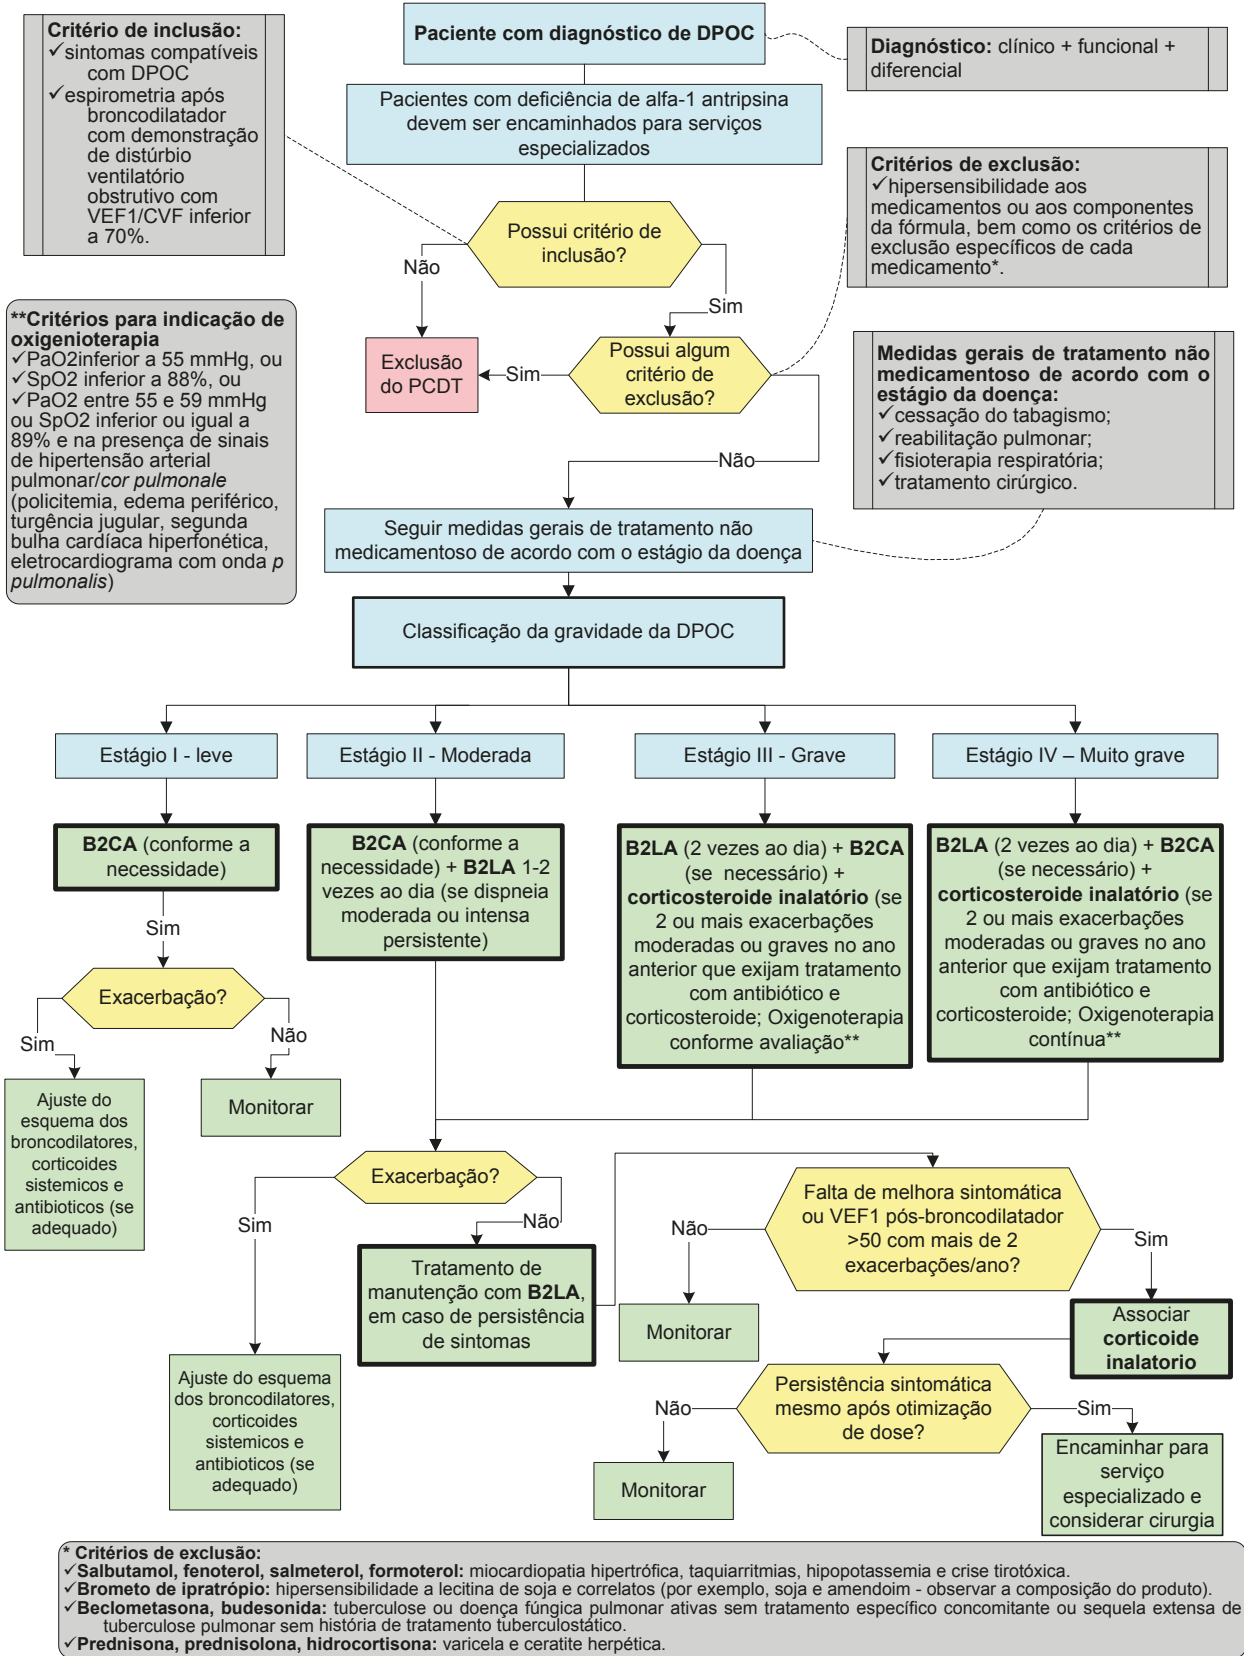 Critério de inclusão:
✓sintomas compatíveis
com DPOC
✓espirometria após
broncodilatador
com demonstração
de distúrbio
ventilatório
obstrutivo com
VEF1/CVF inferior
a 70%.
Paciente com diagnóstico de DPOC
Diagnóstico: clínico + funcional +
diferencial
Pacientes com deficiência de alfa-1 antripsina
devem ser encaminhados para serviços
especializados
Critérios de exclusão:
✓hipersensibilidade aos
medicamentos ou aos componentes
da fórmula, bem como os critérios de
exclusão específicos de cada
medicamento*.
Possui critério de
inclusão?
Não
Sim
**Critérios para indicação de
oxigenioterapia
✓PaO2inferior a 55 mmHg, ou
✓SpO2 inferior a 88%, ou
✓PaO2 entre 55 e 59 mmHg
ou SpO2 inferior ou igual a
89% e na presença de sinais
de hipertensão arterial
pulmonar/cor pulmonale
(policitemia, edema periférico,
turgência jugular, segunda
bulha cardíaca hiperfonética,
eletrocardiograma com onda p
pulmonalis)
Exclusão
do PCDT
Sim
Possui algum
critério de
exclusão?
Não
Medidas gerais de tratamento não
medicamentoso de acordo com o
estágio da doença:
✓cessação do tabagismo;
✓reabilitação pulmonar;
✓fisioterapia respiratória;
✓tratamento cirúrgico.
Seguir medidas gerais de tratamento não
medicamentoso de acordo com o estágio da doença
Classificação da gravidade da DPOC
Estágio I - leve
Estágio II - Moderada
Estágio III - Grave
Estágio IV – Muito grave
B2CA (conforme a
necessidade)
B2CA (conforme a
necessidade) + B2LA 1-2
vezes ao dia (se dispneia
moderada ou intensa
persistente)
B2LA (2 vezes ao dia) + B2CA
(se necessário) +
corticosteroide inalatório (se
2 ou mais exacerbações
moderadas ou graves no ano
anterior que exijam tratamento
com antibiótico e
corticosteroide; Oxigenoterapia
conforme avaliação**
B2LA (2 vezes ao dia) + B2CA
(se necessário) +
corticosteroide inalatório (se
2 ou mais exacerbações
moderadas ou graves no ano
anterior que exijam tratamento
com antibiótico e
corticosteroide; Oxigenoterapia
contínua**
Sim
Exacerbação?
Sim
Não
Ajuste do
esquema dos
broncodilatores,
corticoides
sistemicos e
antibioticos (se
adequado)
Monitorar
Exacerbação?
Sim
Não
Ajuste do esquema
dos broncodilatores,
corticoides
sistemicos e
antibioticos (se
adequado)
Tratamento de
manutenção com B2LA,
em caso de persistência
de sintomas
Falta de melhora sintomática
ou VEF1 pós-broncodilatador
>50 com mais de 2
exacerbações/ano?
Não
Sim
Monitorar
Associar
corticoide
inalatorio
Persistência sintomática
mesmo após otimização
de dose?
Não
Sim
Monitorar
Encaminhar para
serviço
especializado e
considerar cirurgia
* Critérios de exclusão:
✓Salbutamol, fenoterol, salmeterol, formoterol: miocardiopatia hipertrófica, taquiarritmias, hipopotassemia e crise tirotóxica.
✓Brometo de ipratrópio: hipersensibilidade a lecitina de soja e correlatos (por exemplo, soja e amendoim - observar a composição do produto).
✓Beclometasona, budesonida: tuberculose ou doença fúngica pulmonar ativas sem tratamento específico concomitante ou sequela extensa de
tuberculose pulmonar sem história de tratamento tuberculostático.
✓Prednisona, prednisolona, hidrocortisona: varicela e ceratite herpética.